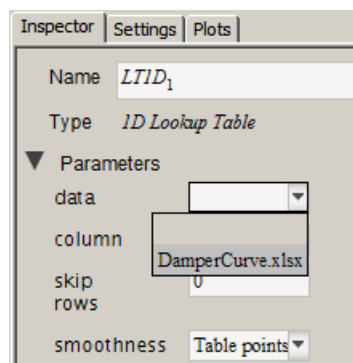 Inspector Settings Plots
Name LT1D1
Type 1D Lookup Table
Parameters
data
column
DamperCurve.xlsx
skip rows 0
smoothness Table points